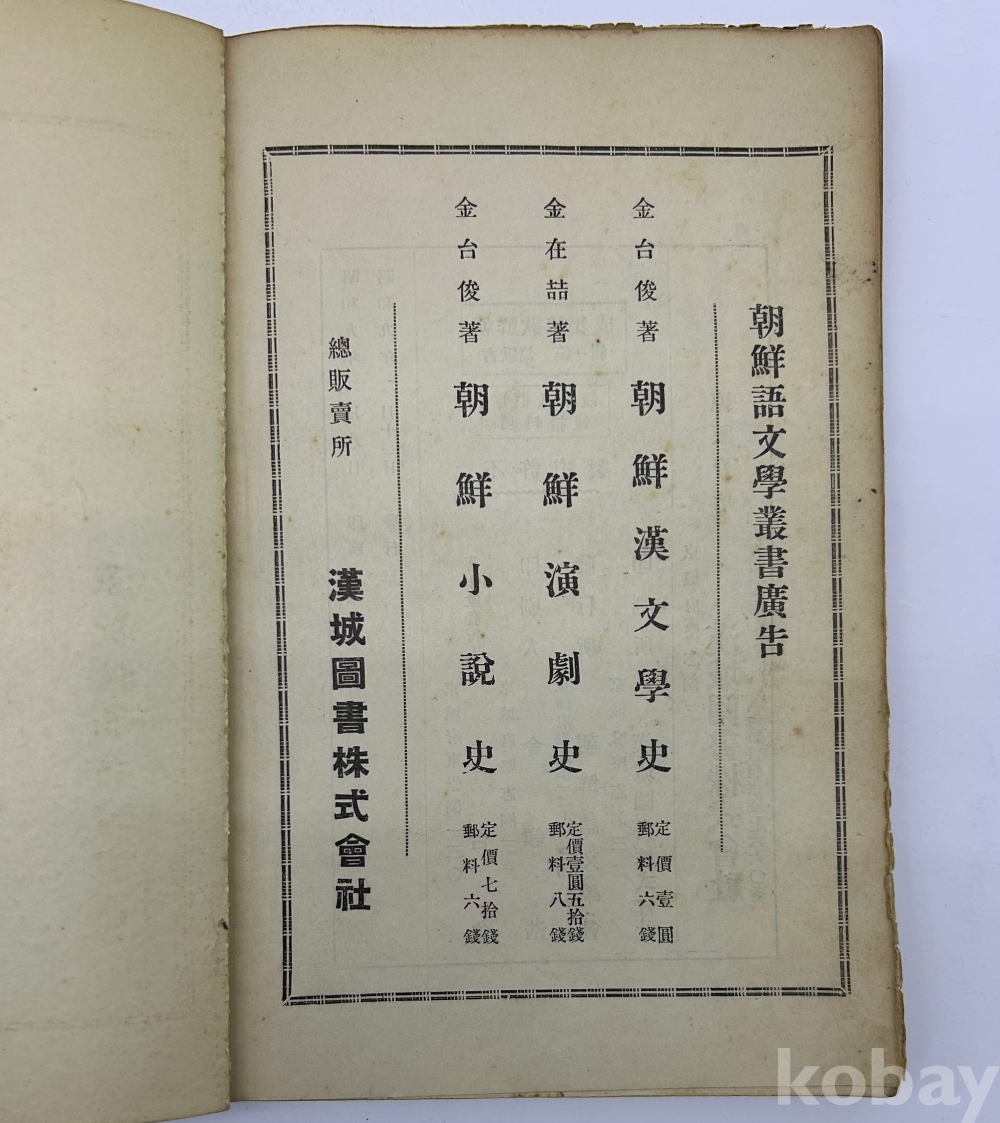 朝鮮語文學叢書廣告
金台俊著 朝鮮漢文學史 定價壹圓 郵料六錢
金在喆著 朝鮮演劇史 定價壹圓五拾錢 郵料八錢
金台俊著 朝鮮小說史 定價七拾錢 郵料六錢
總販賣所 漢城圖書株式會社
kobay